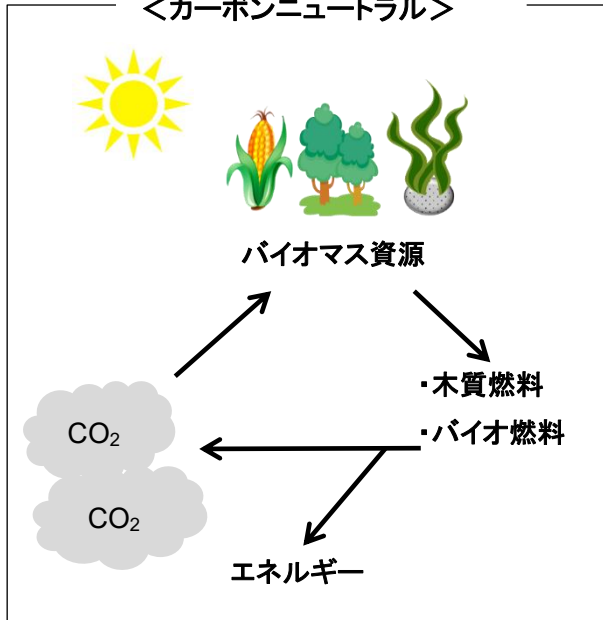 ＜カーボンニュートラル＞
バイオマス資源
・木質燃料
・バイオ燃料
CO₂
CO₂
エネルギー